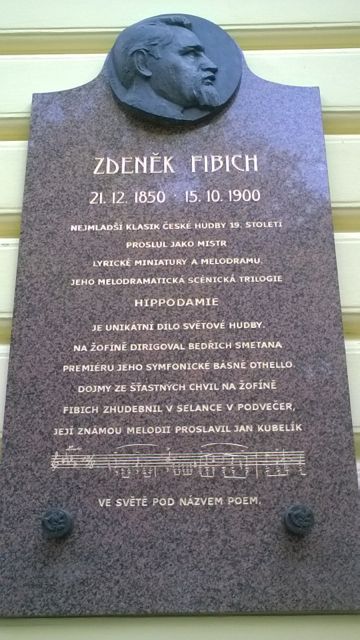 ZDENĚK FIBICH
21.12.1850 · 15.10.1900
NEJMLADŠÍ KLASIK ČESKÉ HUDBY 19. STOLETÍ
PROSLUL JAKO MISTR
LYRICKÉ MINIATURY A MELODRAMU.
JEHO MELODRAMATICKÁ SCÉNICKÁ TRILOGIE
HIPPODAMIE
JE UNIKÁTNÍ DÍLO SVĚTOVÉ HUDBY.
NA ŽOFÍNĚ DIRIGOVAL BEDŘICH SMETANA
PREMIÉRU JEHO SYMFONICKÉ BÁSNĚ OTHELLO.
DOJMY ZE ŠŤASTNÝCH CHVIL NA ŽOFÍNĚ
FIBICH ZHUDEBNIL V SELANCE V PODVEČER,
JEJÍ ZNÁMOU MELODII PROSLAVIL JAN KUBELÍK
VE SVĚTĚ POD NÁZVEM POEM.